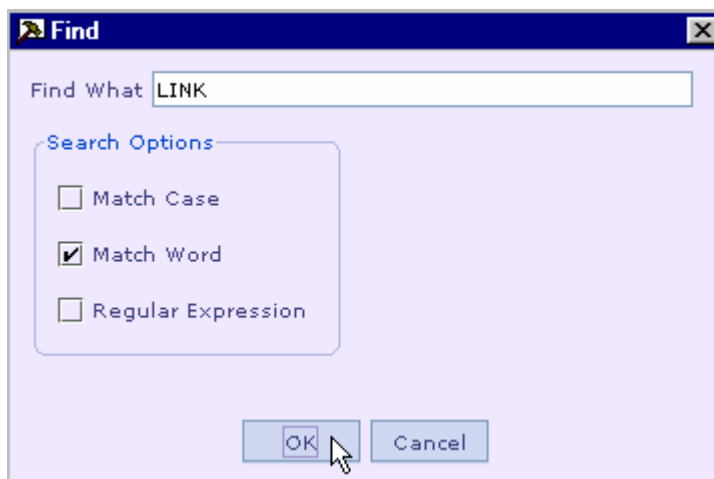 Find
Find What LINK
Search Options
Match Case
Match Word
Regular Expression
OK Cancel